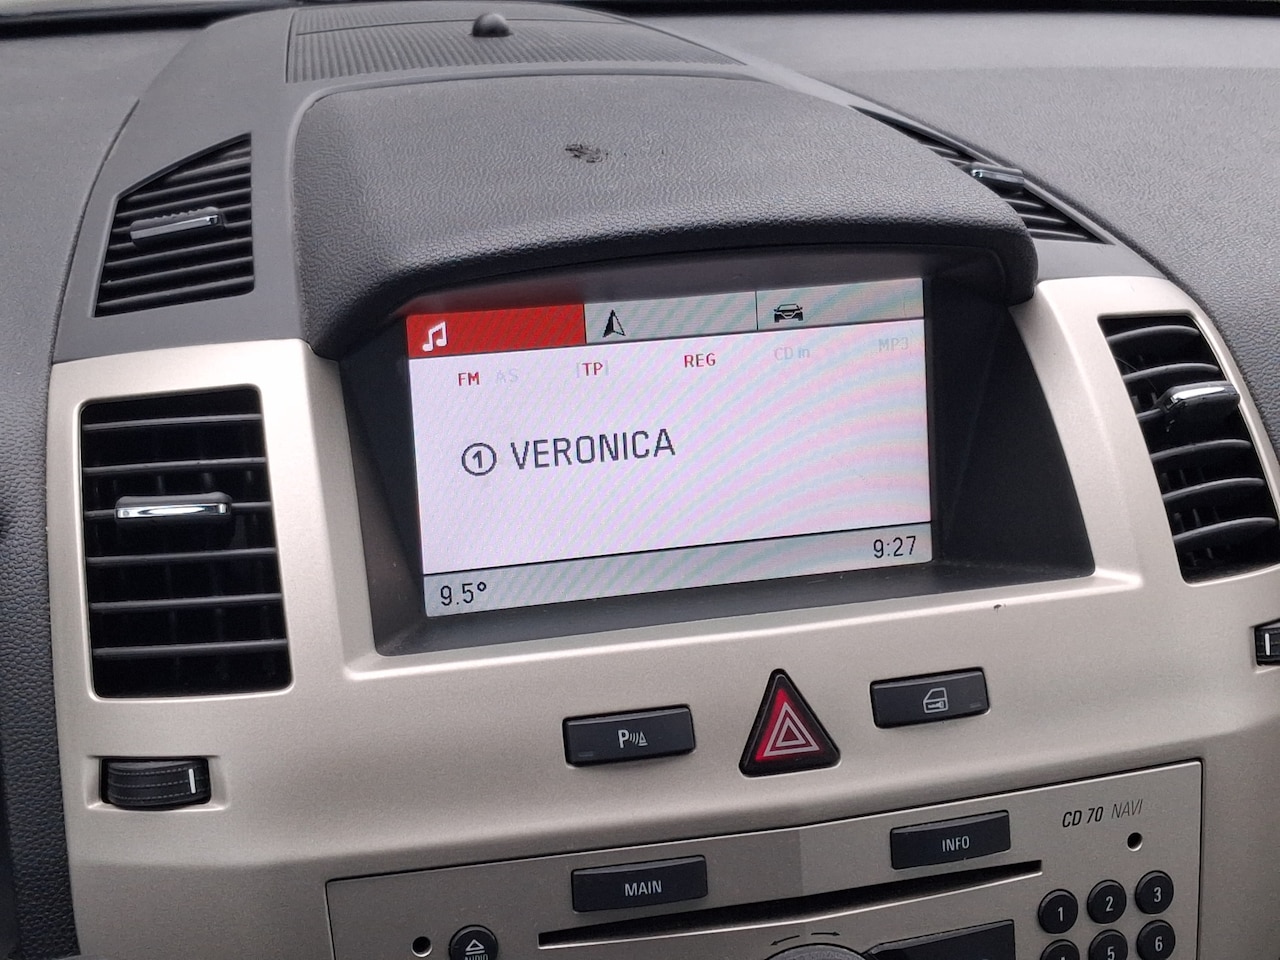 FM AS [TP] REG CD in MP3
1 VERONICA
9.5° 9:27
P
CD 70 NAVI
INFO
MAIN
1 2 3
AUDIO 5 6